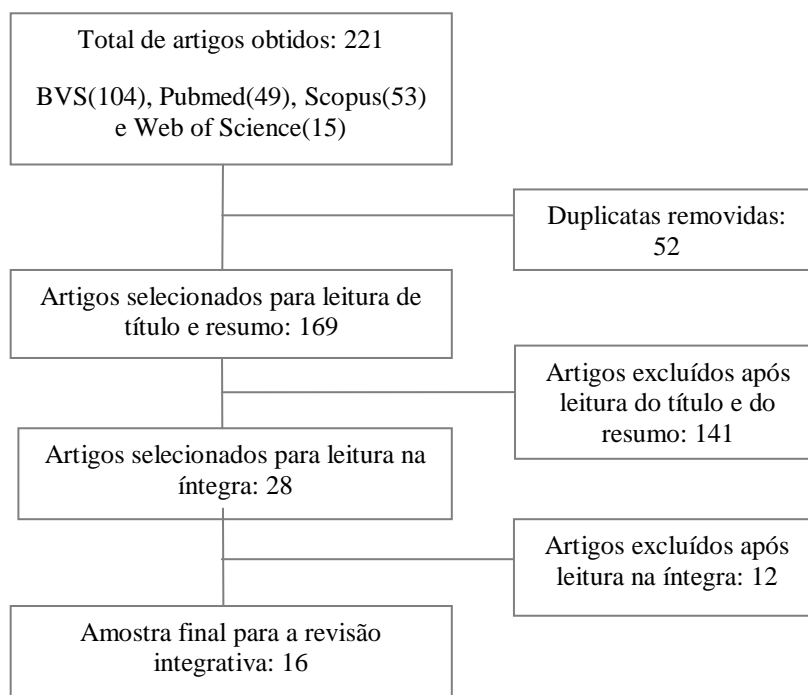 Total de artigos obtidos: 221
BVS(104), Pubmed(49), Scopus(53)
e Web of Science(15)
Duplicatas removidas:
52
Artigos selecionados para leitura de
título e resumo: 169
Artigos excluídos após
leitura do título e do
resumo: 141
Artigos selecionados para leitura na
íntegra: 28
Artigos excluídos após
leitura na íntegra: 12
Amostra final para a revisão
integrativa: 16